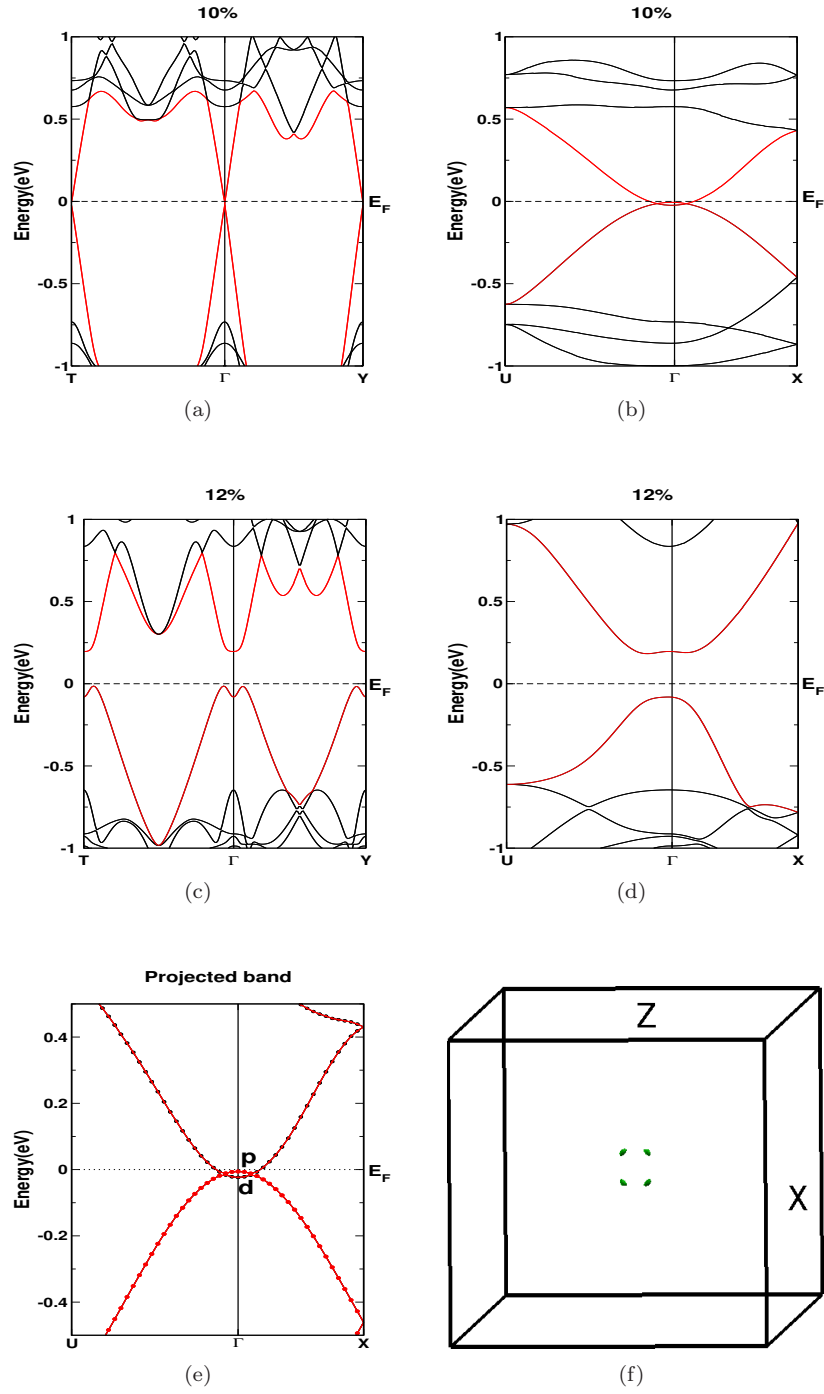 10%
10%
1
0.5
0
-0.5
-1
Energy(eV)
E_F
T
Γ
Y
1
0.5
0
-0.5
-1
Energy(eV)
E_F
U
Γ
X
(a)
(b)
12%
12%
1
0.5
0
-0.5
-1
Energy(eV)
E_F
T
Γ
Y
1
0.5
0
-0.5
-1
Energy(eV)
E_F
U
Γ
X
(c)
(d)
Projected band
0.4
0.2
0
-0.2
-0.4
Energy(eV)
p
d
E_F
U
Γ
X
Z
X
(e)
(f)